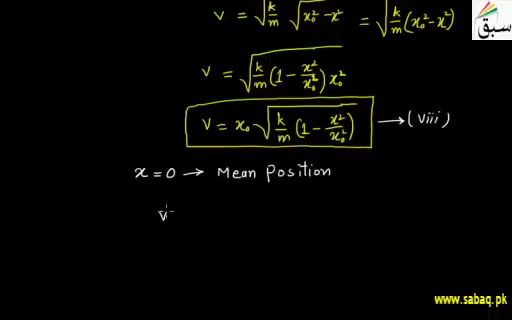 v = √k/m √x₀² - x² = √k/m (x₀² - x²)
سبق
v = √k/m (1 - x²/x₀²) x₀²
v = x₀ √k/m (1 - x²/x₀²) → (viii)
x = 0 → Mean Position
v
www.sabaq.pk